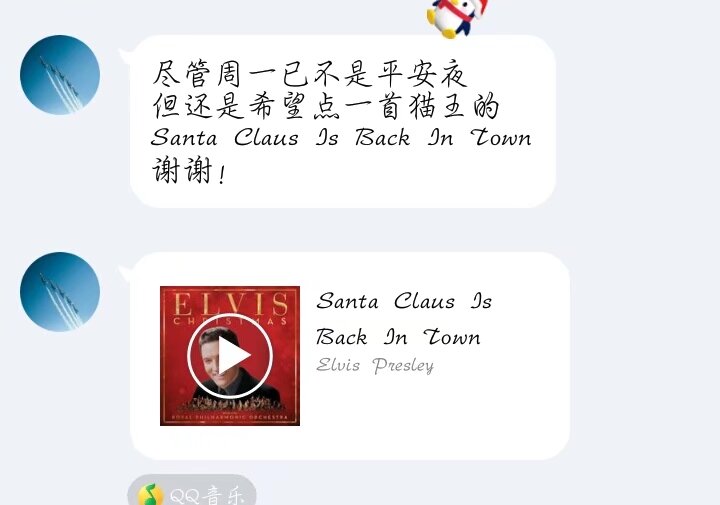 尽管周一已不是平安夜
但还是希望点一首猫王的
Santa Claus Is Back In Town
谢谢!
ELVIS
CHRISTMAS
ROYAL PHILHARMONIC ORCHESTRA
Santa Claus Is
Back In Town
Elvis Presley
QQ音乐